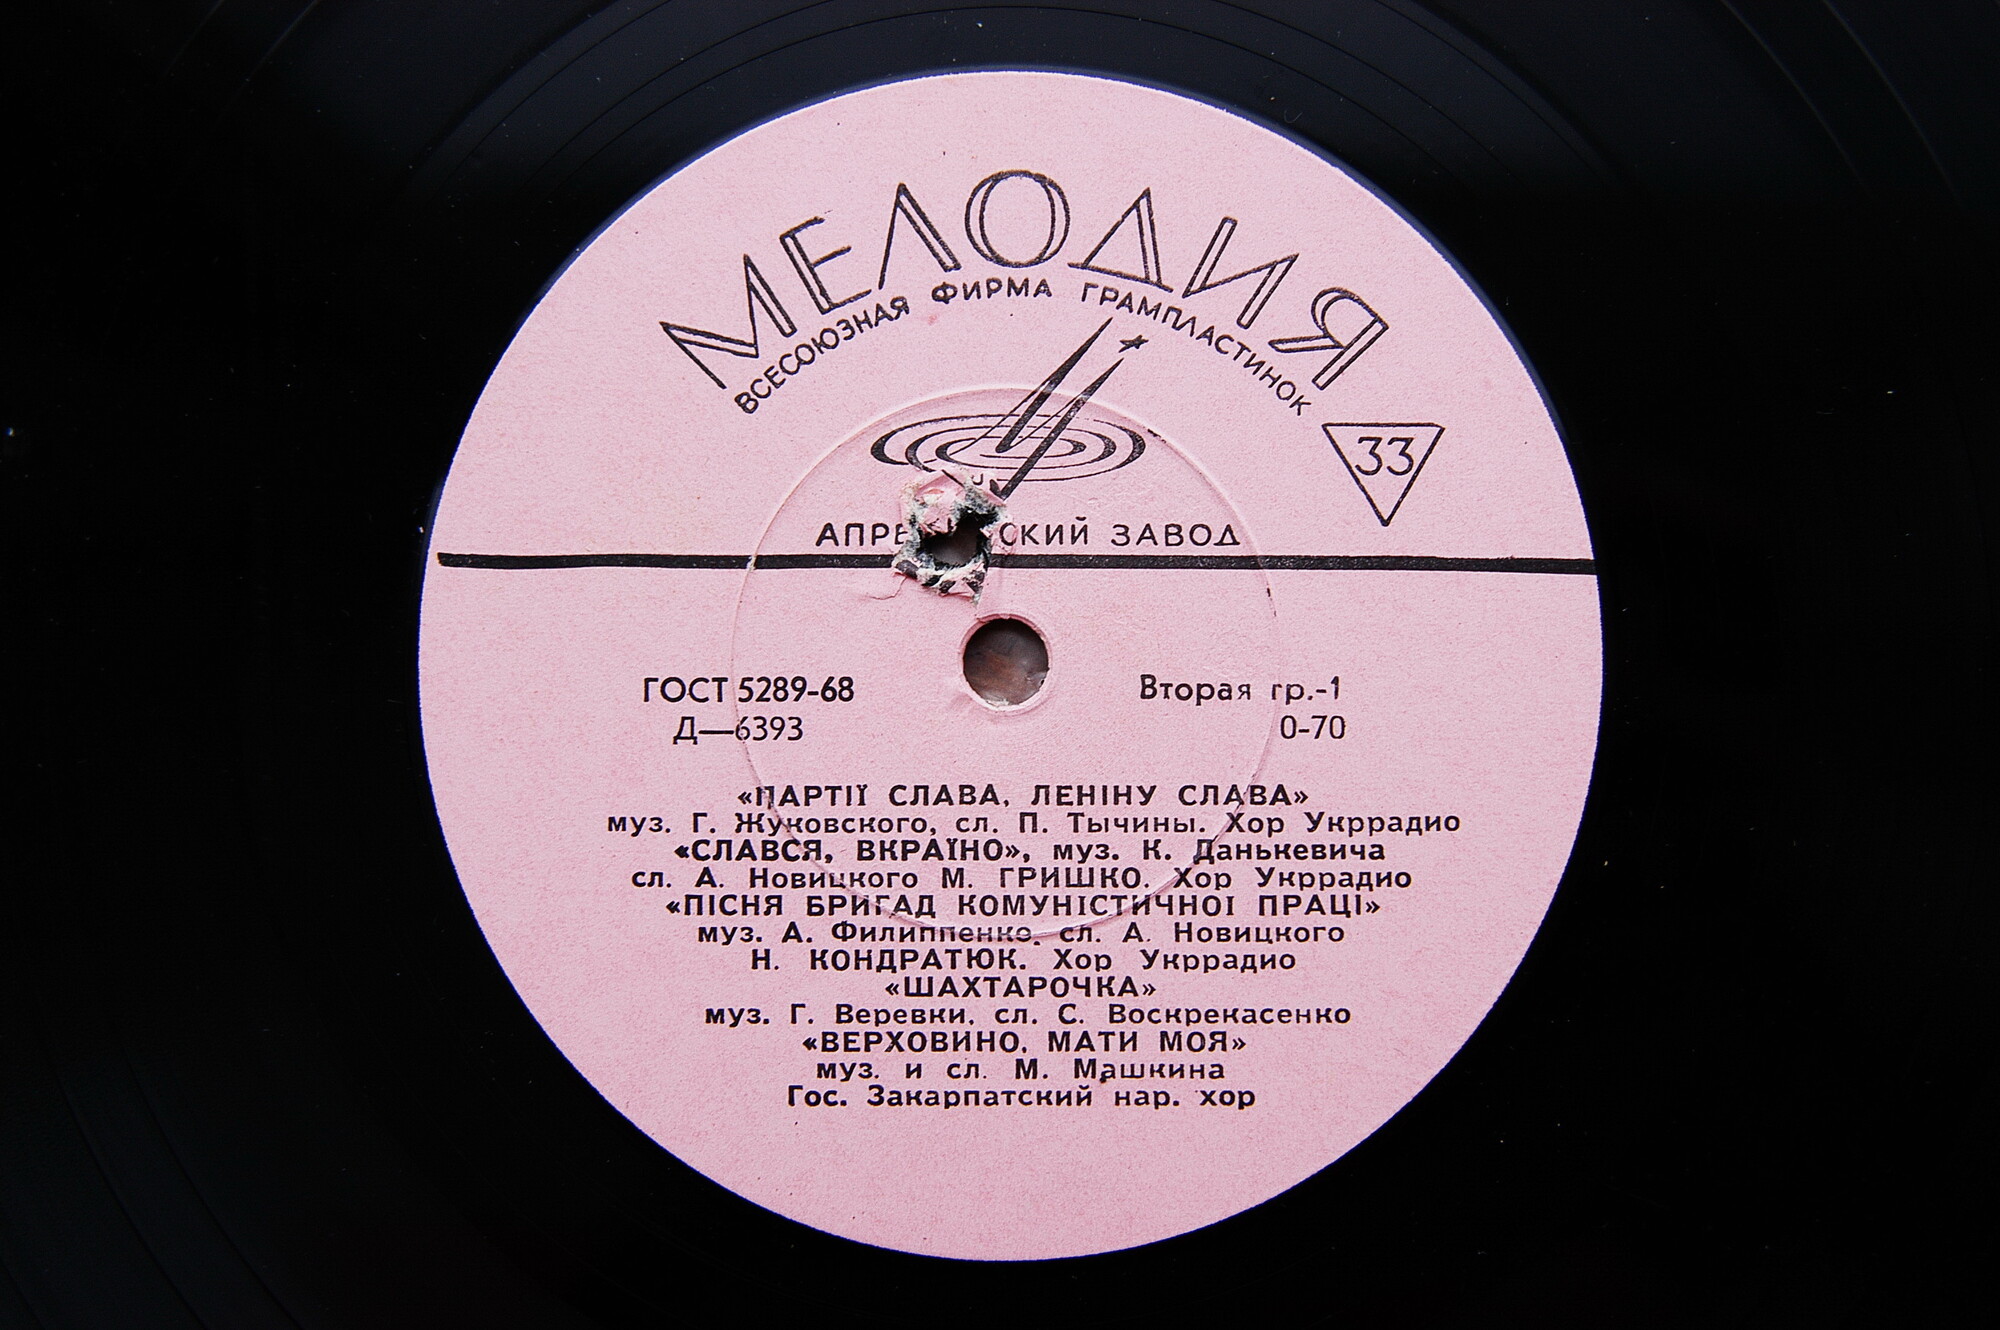 МЕЛОДИЯ
ВСЕСОЮЗНАЯ ФИРМА ГРАМПЛАСТИНОК
33
ЗАВОД
ГОСТ 5289-68
Вторая гр.-1
Д—6393
0-70
«ПАРТІЇ СЛАВА, ЛЕНІНУ СЛАВА»
муз. Г. Жуковского, сл. П. Тычины. Хор Укррадио
«СЛАВСЯ, ВКРАЇНО», муз. К. Данькевича
сл. А. Новицкого М. ГРИШКО. Хор Укррадио
«ПІСНЯ БРИГАД КОМУНІСТИЧНОІ ПРАЦІ»
муз. А. Филиппенко, сл. А. Новицкого
Н. КОНДРАТЮК. Хор Укррадио
«ШАХТАРОЧКА»
муз. Г. Веревки, сл. С. Воскрекасенко
«ВЕРХОВИНО, МАТИ МОЯ»
муз. и сл. М. Машкина
Гос. Закарпатский нар. хор